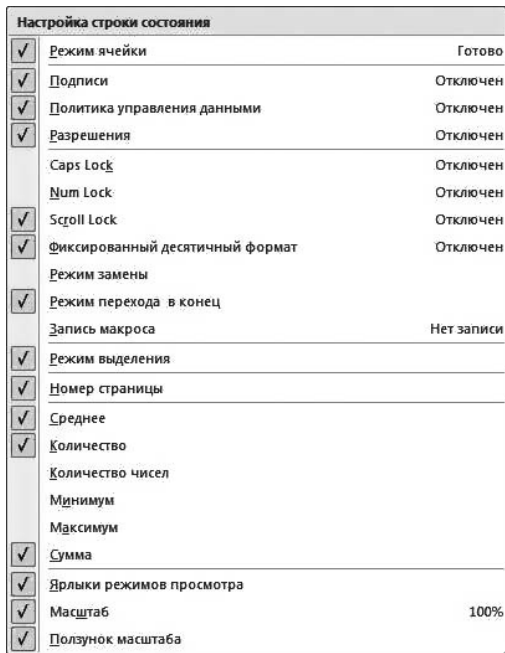 Настройка строки состояния
Режим ячейки Готово
Подписи Отключен
Политика управления данными Отключен
Разрешения Отключен
Caps Lock Отключен
Num Lock Отключен
Scroll Lock Отключен
Фиксированный десятичный формат Отключен
Режим замены
Режим перехода в конец
Запись макроса Нет записи
Режим выделения
Номер страницы
Среднее
Количество
Количество чисел
Минимум
Максимум
Сумма
Ярлыки режимов просмотра
Масштаб 100%
Ползунок масштаба